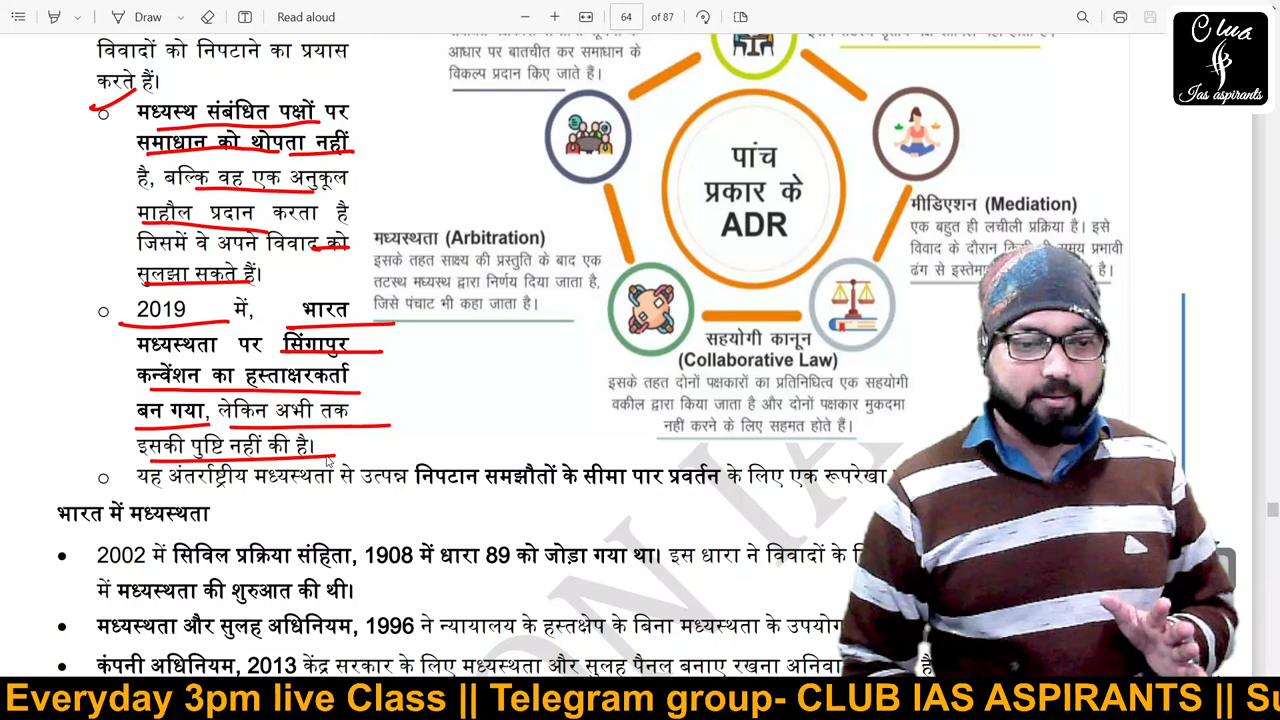 Draw
Read aloud
64
of 87
Club
Ias aspirants
विवादों को निपटाने का प्रयास
करते हैं।
मध्यस्थ संबंधित पक्षों पर
समाधान को थोपता नहीं
है, बल्कि वह एक अनुकूल
माहौल प्रदान करता है
जिसमें वे अपने विवाद को
सुलझा सकते हैं।
2019 में, भारत
मध्यस्थता पर सिंगापुर
कन्वेंशन का हस्ताक्षरकर्ता
बन गया, लेकिन अभी तक
इसकी पुष्टि नहीं की है।
यह अंतर्राष्ट्रीय मध्यस्थता से उत्पन्न निपटान समझौतों के सीमा पार प्रवर्तन के लिए एक रूपरेखा
आधार पर बातचीत कर समाधान के
विकल्प प्रदान किए जाते हैं।
पांच
प्रकार के
ADR
मीडिएशन (Mediation)
एक बहुत ही लचीली प्रक्रिया है। इसे
विवाद के दौरान समय प्रभावी
ढंग से है।
मध्यस्थता (Arbitration)
इसके तहत साक्ष्य की प्रस्तुति के बाद एक
तटस्थ मध्यस्थ द्वारा निर्णय दिया जाता है,
जिसे पंचाट भी कहा जाता है।
सहयोगी कानून
(Collaborative Law)
इसके तहत दोनों पक्षकारों का प्रतिनिधित्व एक सहयोगी
वकील द्वारा किया जाता है और दोनों पक्षकार मुकदमा
नहीं करने के लिए सहमत होते हैं।
भारत में मध्यस्थता
2002 में सिविल प्रक्रिया संहिता, 1908 में धारा 89 को जोड़ा गया था। इस धारा ने विवादों के
में मध्यस्थता की शुरुआत की थी।
मध्यस्थता और सुलह अधिनियम, 1996 ने न्यायालय के हस्तक्षेप के बिना मध्यस्थता के उपयोग
कंपनी अधिनियम, 2013 केंद्र सरकार के लिए मध्यस्थता और सुलह पैनल बनाए रखना
Everyday 3pm live Class || Telegram group- CLUB IAS ASPIRANTS ||